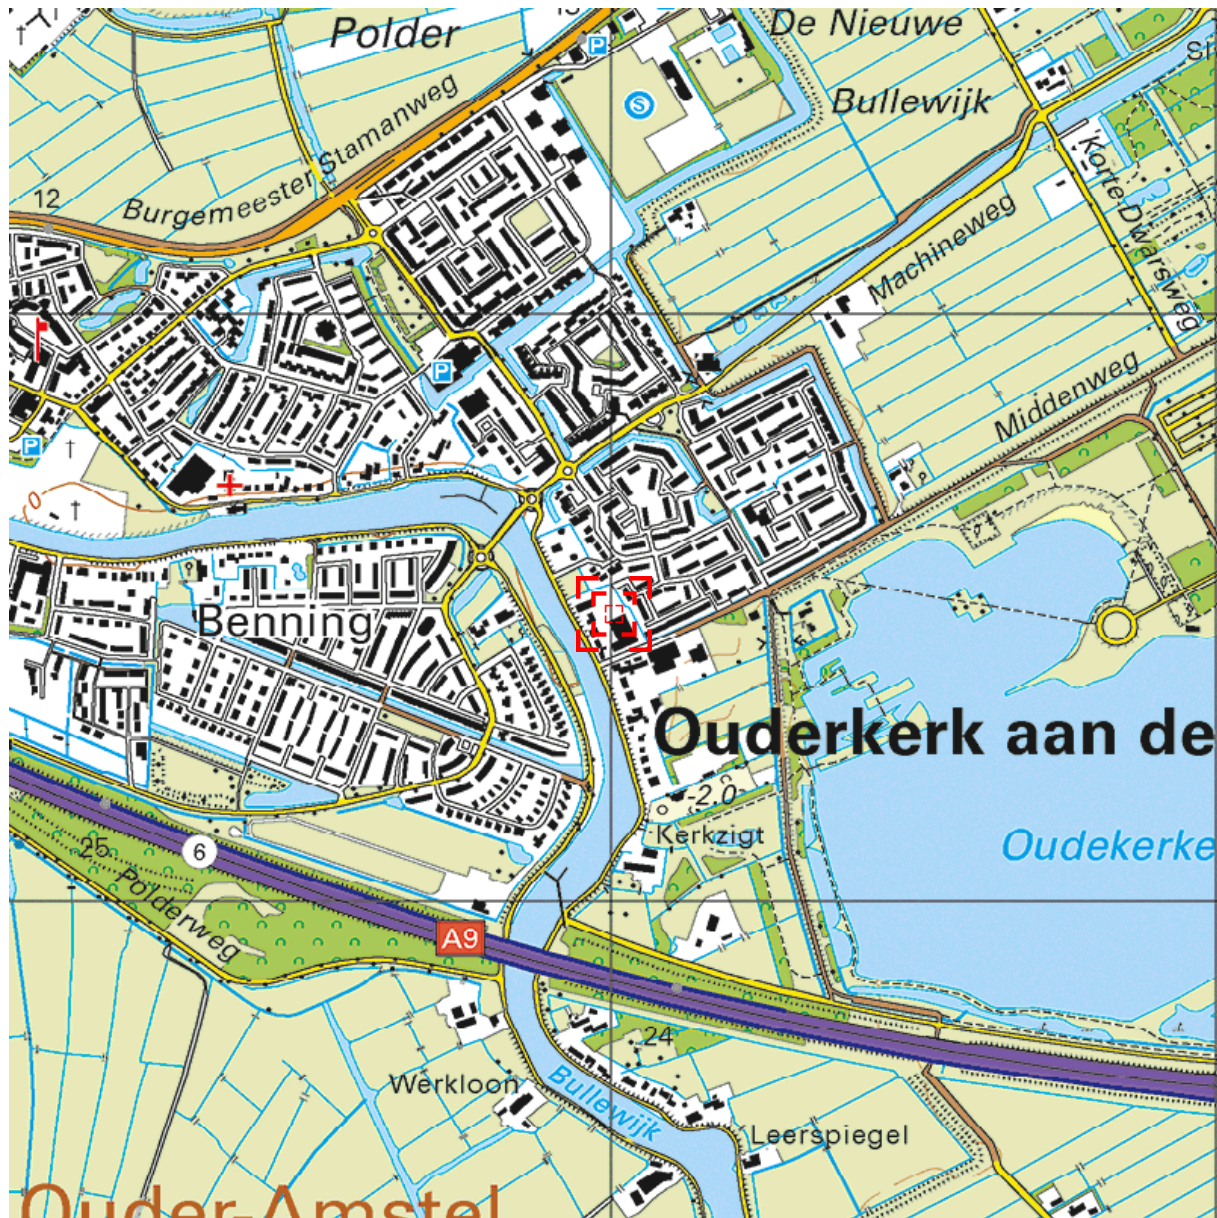 Polder
P
De Nieuwe
Bullewijk
S
Burgemeester Stamanweg
12
Korte Dwarsweg
Machineweg
Middenweg
P
P
0
Benning
Ouderkerk aan de
-2.0
Kerkzigt
Oudekerke
25
6
Polderweg
A9
24
Werkloon
Bullewijk
Leerspiegel
Ouder-Amstel